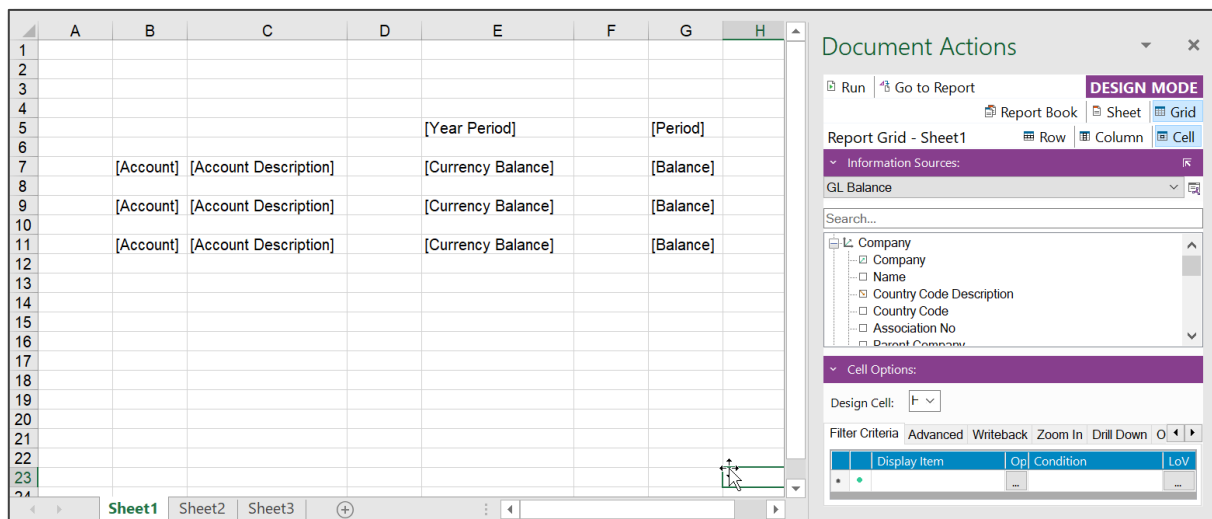 A B C D E F G H
1
2
3
4
5 [Year Period] [Period]
6
7 [Account] [Account Description] [Currency Balance] [Balance]
8
9 [Account] [Account Description] [Currency Balance] [Balance]
10
11 [Account] [Account Description] [Currency Balance] [Balance]
12
13
14
15
16
17
18
19
20
21
22
23
24
Sheet1 Sheet2 Sheet3
Document Actions
Run Go to Report DESIGN MODE
Report Book Sheet Grid
Report Grid - Sheet1 Row Column Cell
Information Sources:
GL Balance
Search...
Company
Company
Name
Country Code Description
Country Code
Association No
Parent Company
Cell Options:
Design Cell: H
Filter Criteria Advanced Writeback Zoom In Drill Down O
Display Item Op Condition LoV
* ... ...